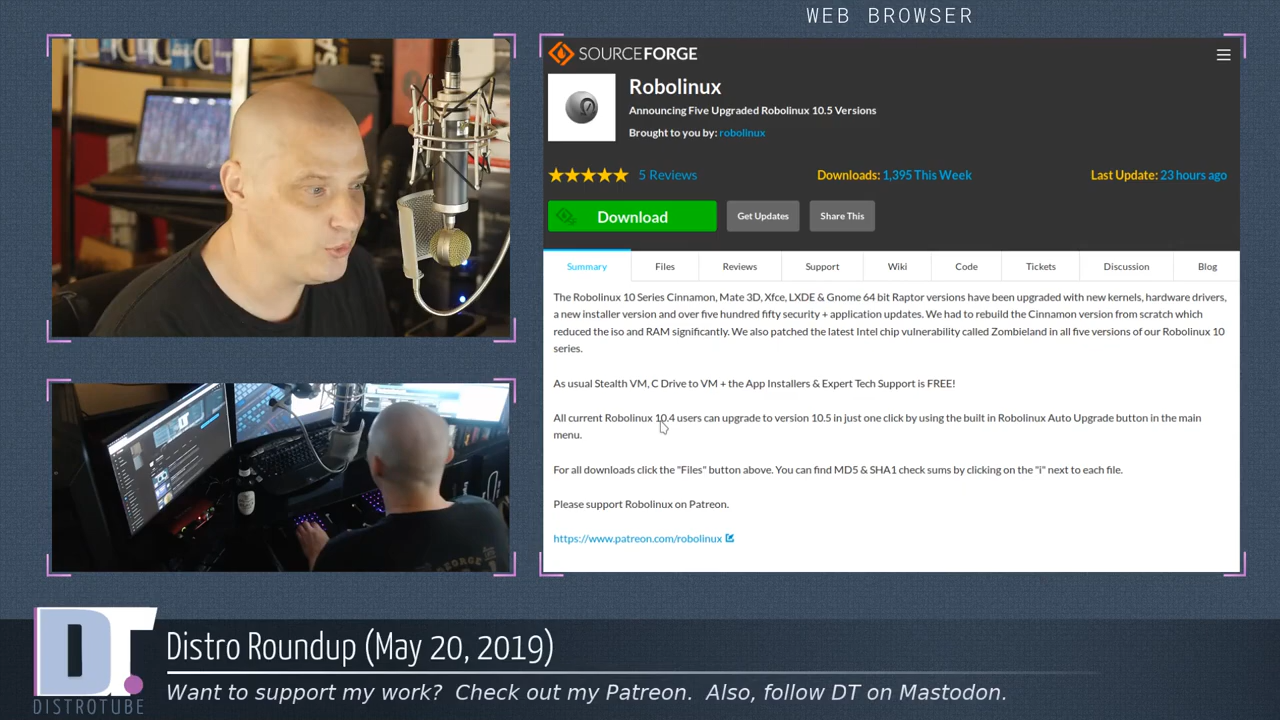 WEB BROWSER
SOURCEFORGE
Robolinux
Announcing Five Upgraded Robolinux 10.5 Versions
Brought to you by: robolinux
5 Reviews
Downloads: 1,395 This Week
Last Update: 23 hours ago
Download
Get Updates
Share This
Summary
Files
Reviews
Support
Wiki
Code
Tickets
Discussion
Blog
The Robolinux 10 Series Cinnamon, Mate 3D, Xfce, LXDE & Gnome 64 bit Raptor versions have been upgraded with new kernels, hardware drivers,
a new installer version and over five hundred fifty security + application updates. We had to rebuild the Cinnamon version from scratch which
reduced the iso and RAM significantly. We also patched the latest Intel chip vulnerability called Zombieland in all five versions of our Robolinux 10
series.
As usual Stealth VM, C Drive to VM + the App Installers & Expert Tech Support is FREE!
All current Robolinux 10.4 users can upgrade to version 10.5 in just one click by using the built in Robolinux Auto Upgrade button in the main
menu.
For all downloads click the "Files" button above. You can find MD5 & SHA1 check sums by clicking on the "i" next to each file.
Please support Robolinux on Patreon.
https://www.patreon.com/robolinux
DT
DISTROTUBE
Distro Roundup (May 20, 2019)
Want to support my work? Check out my Patreon. Also, follow DT on Mastodon.